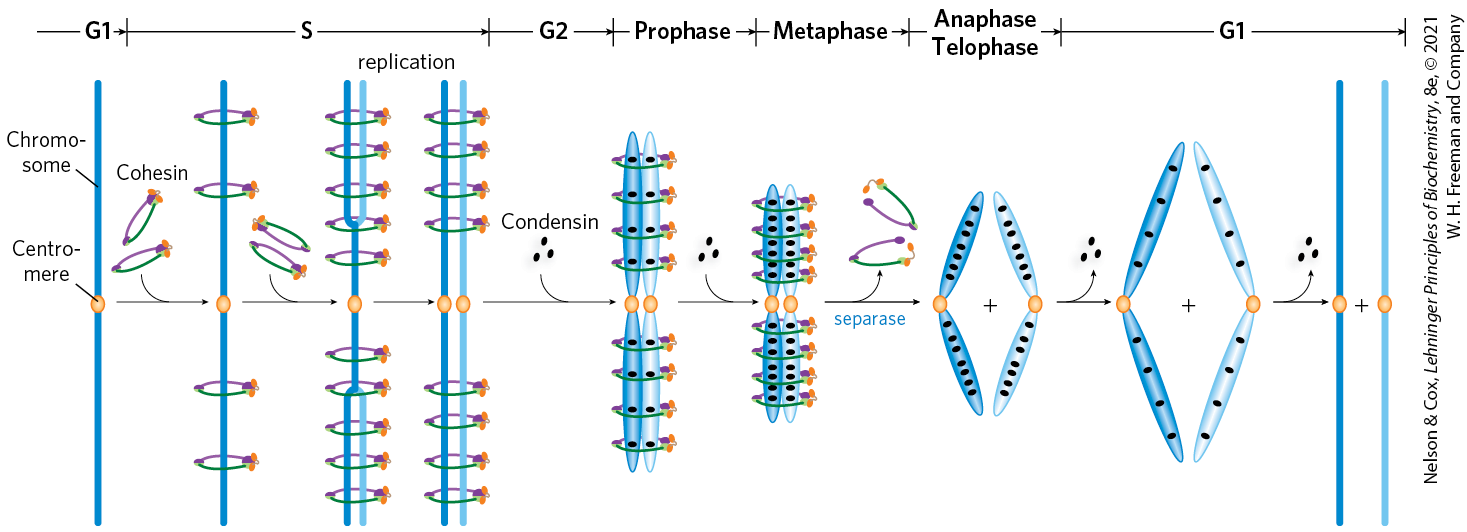 G1
S
G2
Prophase
Metaphase
Anaphase
Telophase
G1
replication
Chromo-
some
Cohesin
Centro-
mere
Condensin
separase
+
+
+
Nelson & Cox, Lehninger Principles of Biochemistry, 8e, © 2021
W. H. Freeman and Company